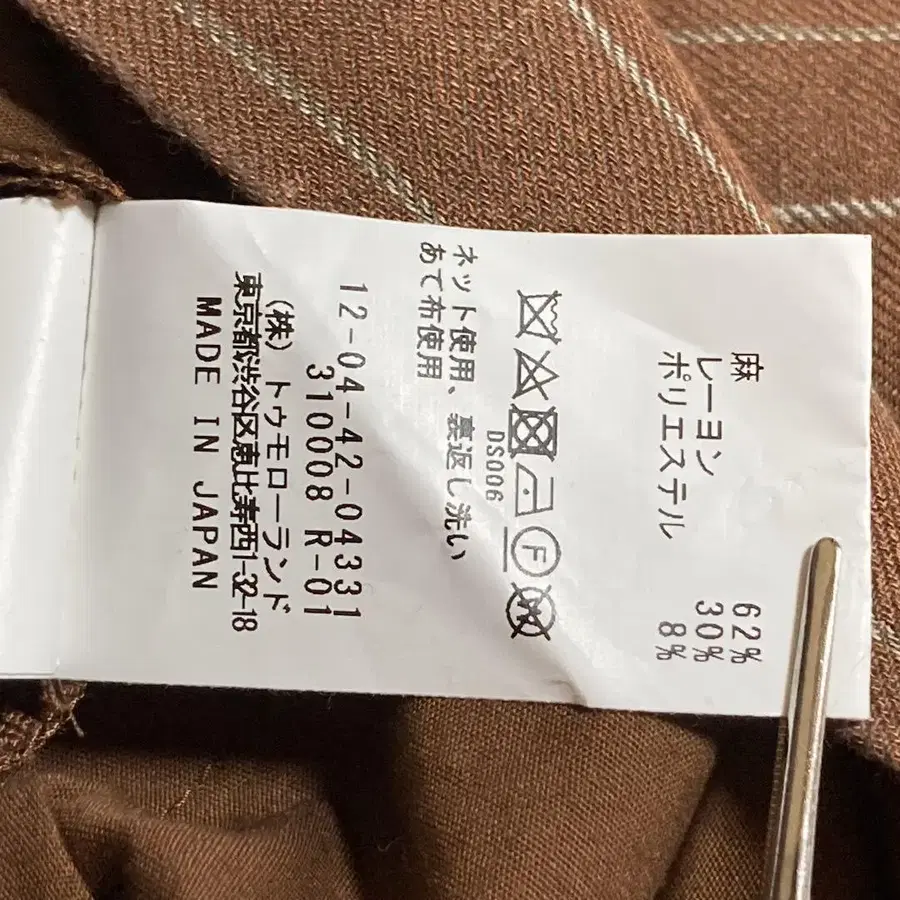 麻 62%
レーヨン 30%
ポリエステル 8%
F
W
DS006
ネット使用、裏返し洗い
あて布使用
12-04-42-04331
310008 R-01
(株)トゥモローランド
東京都渋谷区恵比寿西1-32-18
MADE IN JAPAN